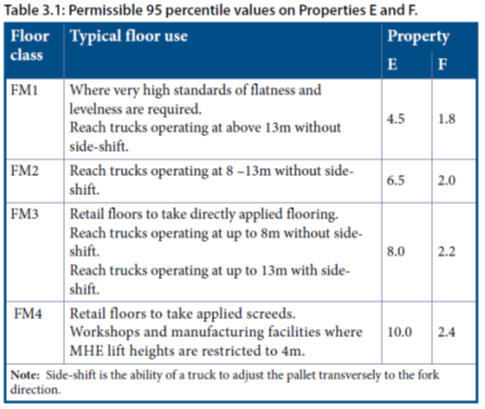 Table 3.1: Permissible 95 percentile values on Properties E and F.
Floor class
Typical floor use
Property
E
F
FM1
Where very high standards of flatness and
levelness are required.
Reach trucks operating at above 13m without
side-shift.
4.5
1.8
FM2
Reach trucks operating at 8 –13m without side-
shift.
6.5
2.0
FM3
Retail floors to take directly applied flooring.
Reach trucks operating at up to 8m without side-
shift.
Reach trucks operating at up to 13m with side-
shift.
8.0
2.2
FM4
Retail floors to take applied screeds.
Workshops and manufacturing facilities where
MHE lift heights are restricted to 4m.
10.0
2.4
Note: Side-shift is the ability of a truck to adjust the pallet transversely to the fork
direction.